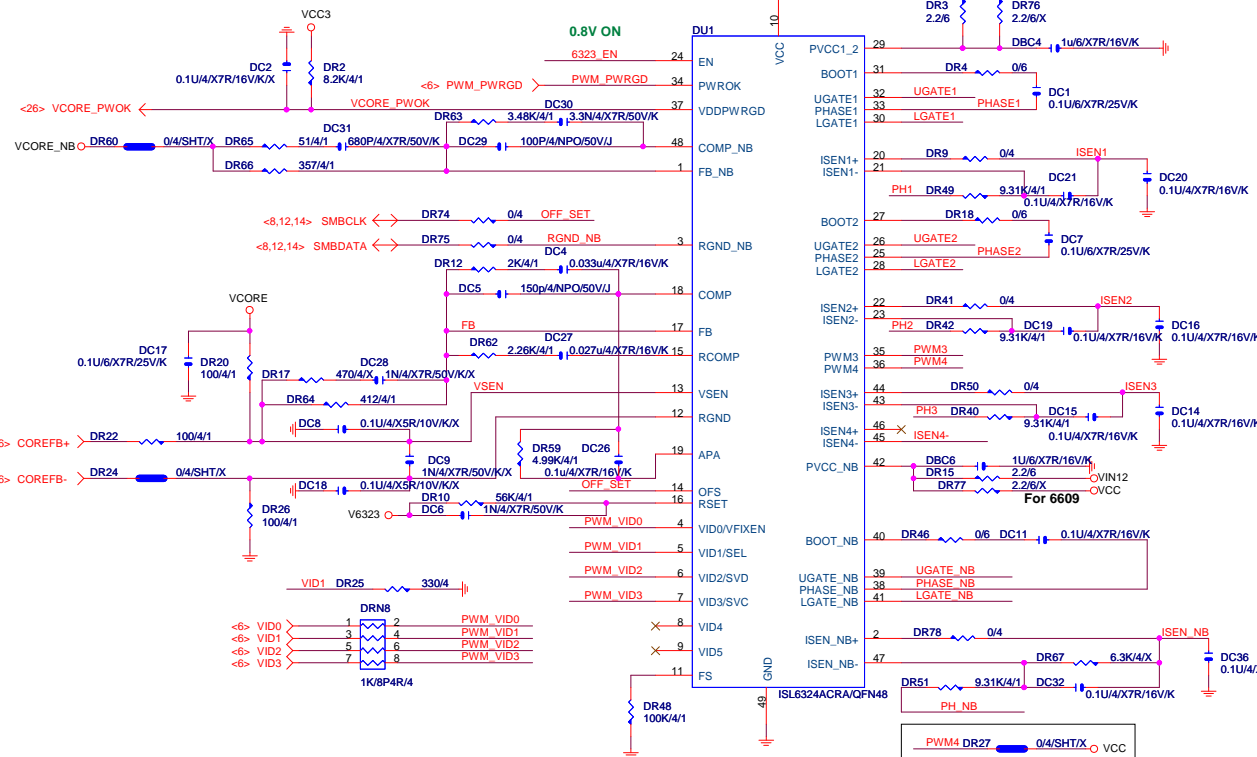 DR3
2.2/6
DR76
2.2/6/X
VCC3
0.8V ON
DU1
10
VCC
DC2
0.1U/4/X7R/16V/K/X
DR2
8.2K/4/1
6323_EN
24
EN
<6> PWM_PWRGD
PWM_PWRGD
34
PWROK
<26> VCORE_PWOK
VCORE_PWOK
37
VDDPWRGD
DR63
3.48K/4/1
DC30
3.3N/4/X7R/50V/K
VCORE_NB
DR60
0/4/SHT/X
DR65
51/4/1
DC31
680P/4/X7R/50V/K
DC29
100P/4/NPO/50V/J
48
COMP_NB
DR66
357/4/1
1
FB_NB
<8,12,14> SMBCLK
DR74
0/4
OFF_SET
<8,12,14> SMBDATA
DR75
0/4
RGND_NB
3
RGND_NB
DR12
2K/4/1
DC4
0.033u/4/X7R/16V/K
DC5
150p/4/NPO/50V/J
18
COMP
VCORE
FB
17
FB
DR62
2.26K/4/1
DC27
0.027u/4/X7R/16V/K
15
RCOMP
DC17
0.1U/6/X7R/25V/K
DR20
100/4/1
DR17
470/4/X
DC28
1N/4/X7R/50V/K/X
DR64
412/4/1
VSEN
13
VSEN
DC8
0.1U/4/X5R/10V/K/X
12
RGND
6> COREFB+
DR22
100/4/1
DC9
1N/4/X7R/50V/K/X
DR59
4.99K/4/1
DC26
0.1u/4/X7R/16V/K
19
APA
6> COREFB-
DR24
0/4/SHT/X
DC18
0.1U/4/X5R/10V/K/X
OFF_SET
14
OFS
DR26
100/4/1
V6323
DR10
56K/4/1
DC6
1N/4/X7R/50V/K
16
RSET
PWM_VID0
4
VID0/VFIXEN
PWM_VID1
5
VID1/SEL
PWM_VID2
6
VID2/SVD
PWM_VID3
7
VID3/SVC
VID1
DR25
330/4
8
VID4
9
VID5
DRN8
<6> VID0
1
2
PWM_VID0
<6> VID1
3
4
PWM_VID1
<6> VID2
5
6
PWM_VID2
<6> VID3
7
8
PWM_VID3
1K/8P4R/4
11
FS
DR48
100K/4/1
GND
49
ISL6324ACRA/QFN48
PVCC1_2
29
DBC4
1u/6/X7R/16V/K
BOOT1
31
DR4
0/6
DC1
0.1U/6/X7R/25V/K
UGATE1
32
UGATE1
PHASE1
33
PHASE1
LGATE1
30
LGATE1
ISEN1+
20
DR9
0/4
ISEN1
ISEN1-
21
DC21
0.1U/4/X7R/16V/K
DC20
0.1U/4/X7R/16V/K
PH1
DR49
9.31K/4/1
BOOT2
27
DR18
0/6
DC7
0.1U/6/X7R/25V/K
UGATE2
26
UGATE2
PHASE2
25
PHASE2
LGATE2
28
LGATE2
ISEN2+
22
DR41
0/4
ISEN2
ISEN2-
23
PH2
DR42
9.31K/4/1
DC19
0.1U/4/X7R/16V/K
DC16
0.1U/4/X7R/16V/
PWM3
35
PWM3
PWM4
36
PWM4
ISEN3+
44
DR50
0/4
ISEN3
ISEN3-
43
PH3
DR40
9.31K/4/1
DC15
0.1U/4/X7R/16V/K
DC14
0.1U/4/X7R/16V/
ISEN4+
46
ISEN4-
45
ISEN4-
PVCC_NB
42
DBC6
1U/6/X7R/16V/K
DR15
2.2/6
VIN12
DR77
2.2/6/X
VCC
For 6609
BOOT_NB
40
DR46
0/6
DC11
0.1U/4/X7R/16V/K
UGATE_NB
39
UGATE_NB
PHASE_NB
38
PHASE_NB
LGATE_NB
41
LGATE_NB
ISEN_NB+
2
DR78
0/4
ISEN_NB
ISEN_NB-
47
DR67
6.3K/4/X
DC36
0.1U/4/
DR51
9.31K/4/1
DC32
0.1U/4/X7R/16V/K
PH_NB
PWM4
DR27
0/4/SHT/X
VCC